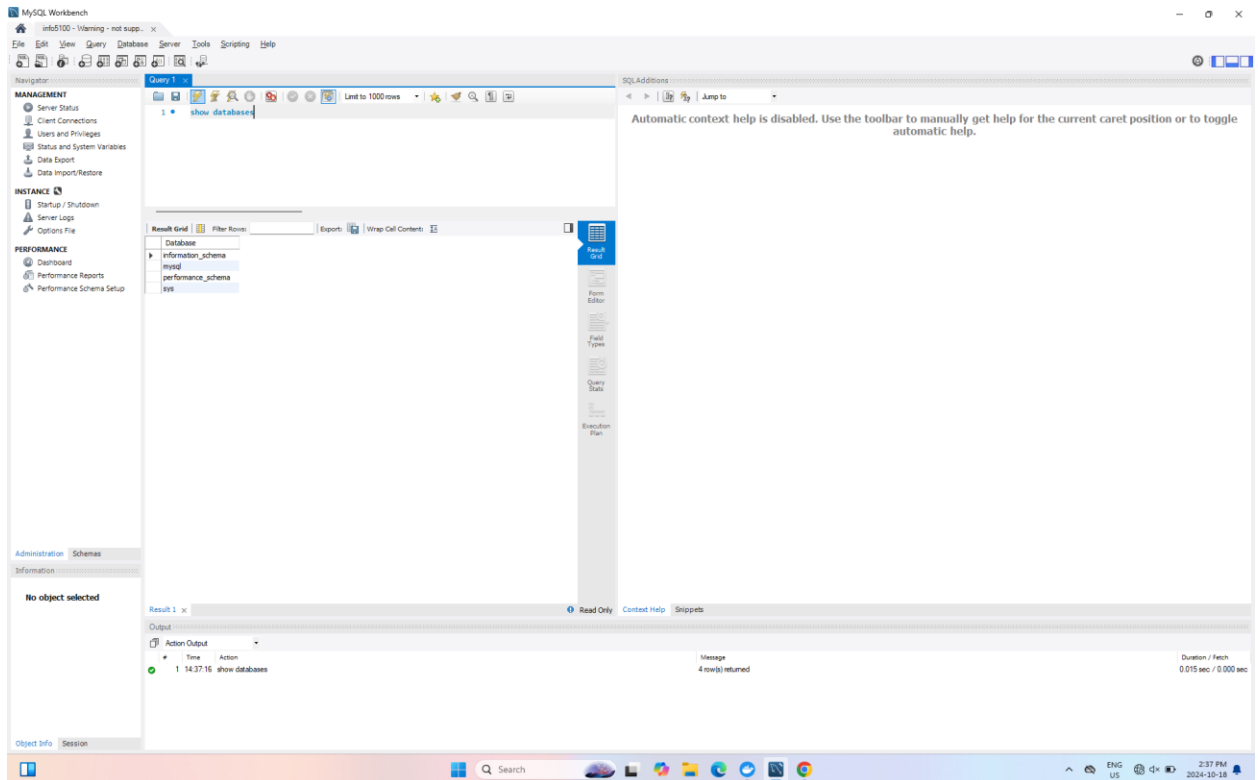 MySQL Workbench
info5100 - Warning - not supp..
File Edit View Query Database Server Tools Scripting Help
Navigator
MANAGEMENT
Server Status
Client Connections
Users and Privileges
Status and System Variables
Data Export
Data Import/Restore
INSTANCE
Startup / Shutdown
Server Logs
Options File
PERFORMANCE
Dashboard
Performance Reports
Performance Schema Setup
Administration Schemas
Information
No object selected
Object Info Session
Query 1
Limit to 1000 rows
1 show databases
Result Grid Filter Rows: Export: Wrap Cell Content:
Database
information_schema
mysql
performance_schema
sys
Result Grid
Form Editor
Field Types
Query Stats
Execution Plan
Result 1 Read Only
SQLAdditions
Jump to
Automatic context help is disabled. Use the toolbar to manually get help for the current caret position or to toggle
automatic help.
Context Help Snippets
Output
Action Output
# Time Action Message Duration / Fetch
1 14:37:16 show databases 4 row(s) returned 0.015 sec / 0.000 sec
Search
ENG
US
2:37 PM
2024-10-18